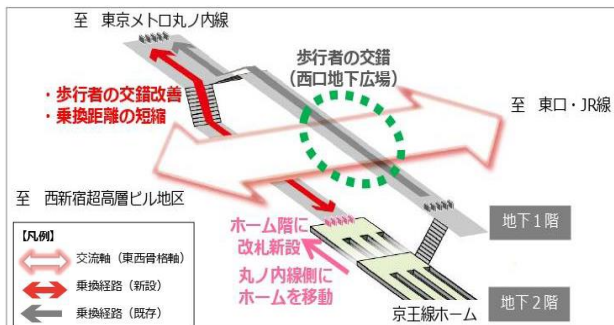 至　東京メトロ丸ノ内線
歩行者の交錯
（西口地下広場）
・歩行者の交錯改善
・乗換距離の短縮
至　東口・JR線
至　西新宿超高層ビル地区
ホーム階に
改札新設
地下１階
【凡例】
交流軸（東西骨格軸）
乗換経路（新設）
乗換経路（既存）
丸ノ内線側に
ホームを移動
京王線ホーム
地下２階